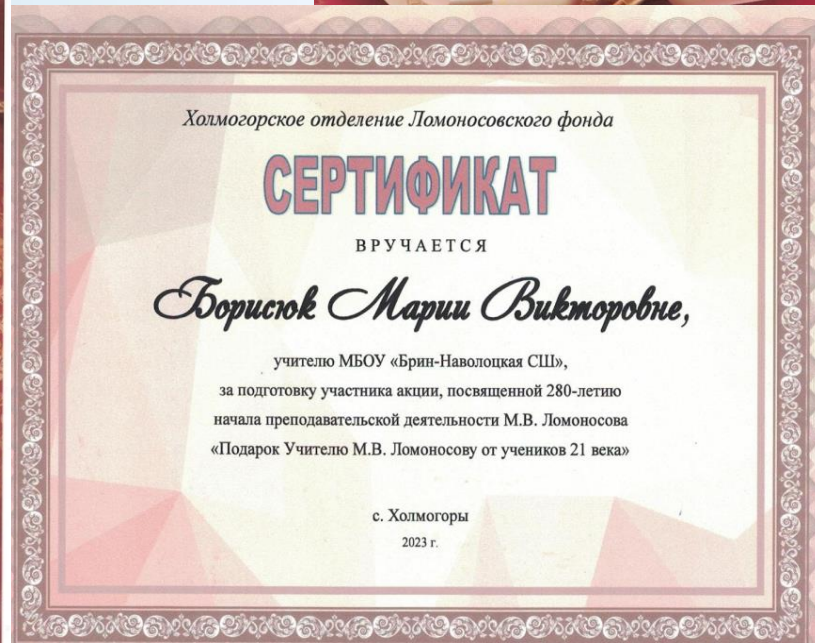 Холмогорское отделение Ломоносовского фонда
СЕРТИФИКАТ
ВРУЧАЕТСЯ
Борисюк Марии Викторовне,
учителю МБОУ «Брин-Наволоцкая СШ»,
за подготовку участника акции, посвященной 280-летию
начала преподавательской деятельности М.В. Ломоносова
«Подарок Учителю М.В. Ломоносову от учеников 21 века»
с. Холмогоры
2023 г.